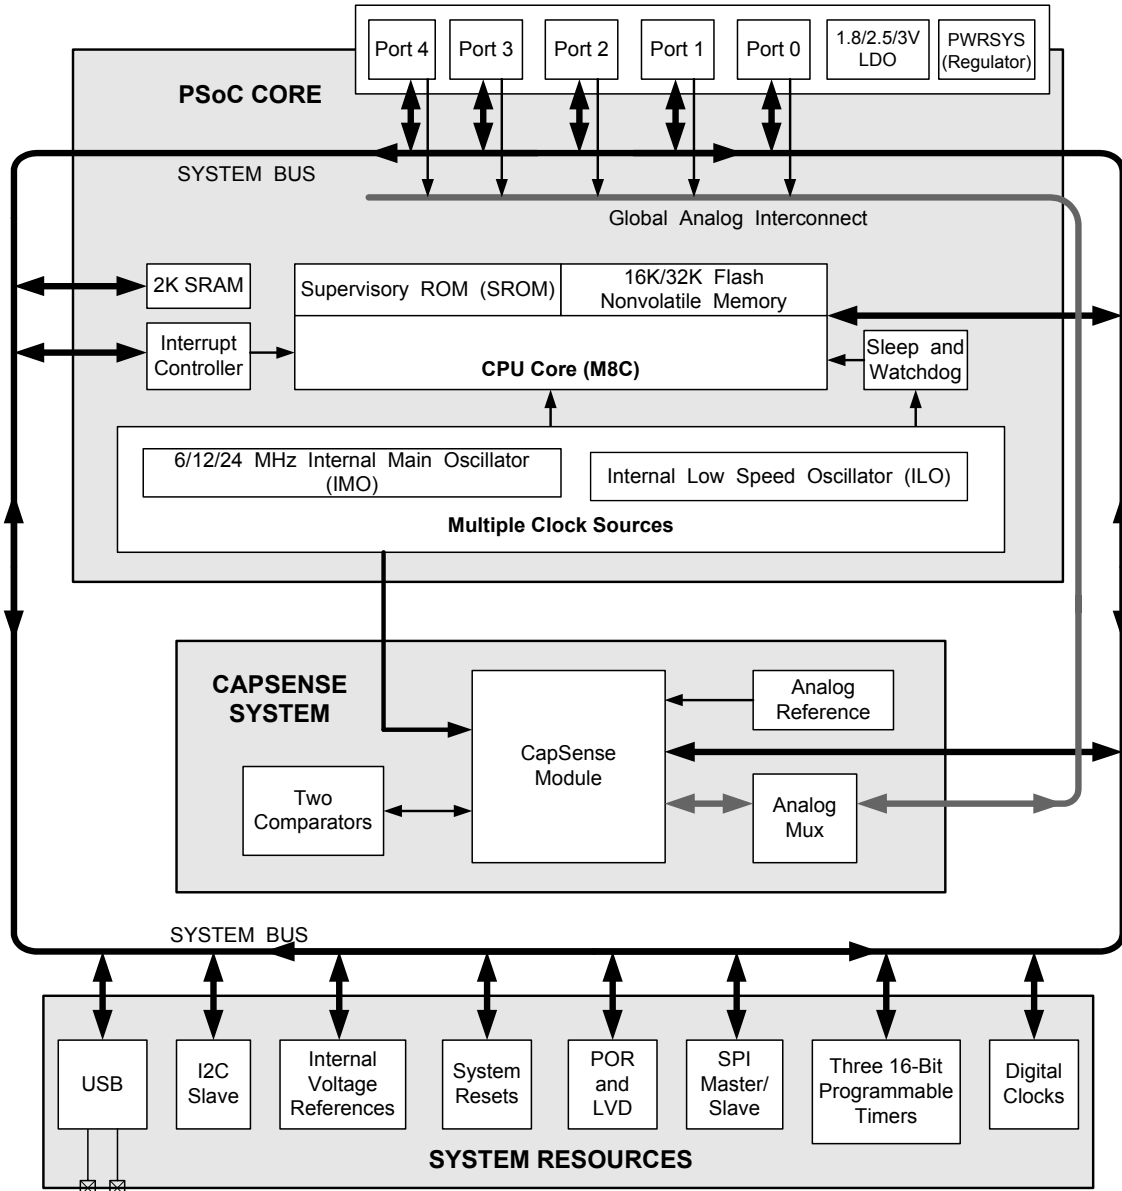 Port 4
Port 3
Port 2
Port 1
Port 0
1.8/2.5/3V
LDO
PWRSYS
(Regulator)
PSoC CORE
SYSTEM BUS
Global Analog Interconnect
2K SRAM
Supervisory ROM (SROM)
16K/32K Flash
Nonvolatile Memory
Interrupt
Controller
CPU Core (M8C)
Sleep and
Watchdog
6/12/24 MHz Internal Main Oscillator
(IMO)
Internal Low Speed Oscillator (ILO)
Multiple Clock Sources
CAPSENSE
SYSTEM
CapSense
Module
Analog
Reference
Two
Comparators
Analog
Mux
SYSTEM BUS
USB
I2C
Slave
Internal
Voltage
References
System
Resets
POR
and
LVD
SPI
Master/
Slave
Three 16-Bit
Programmable
Timers
Digital
Clocks
SYSTEM RESOURCES